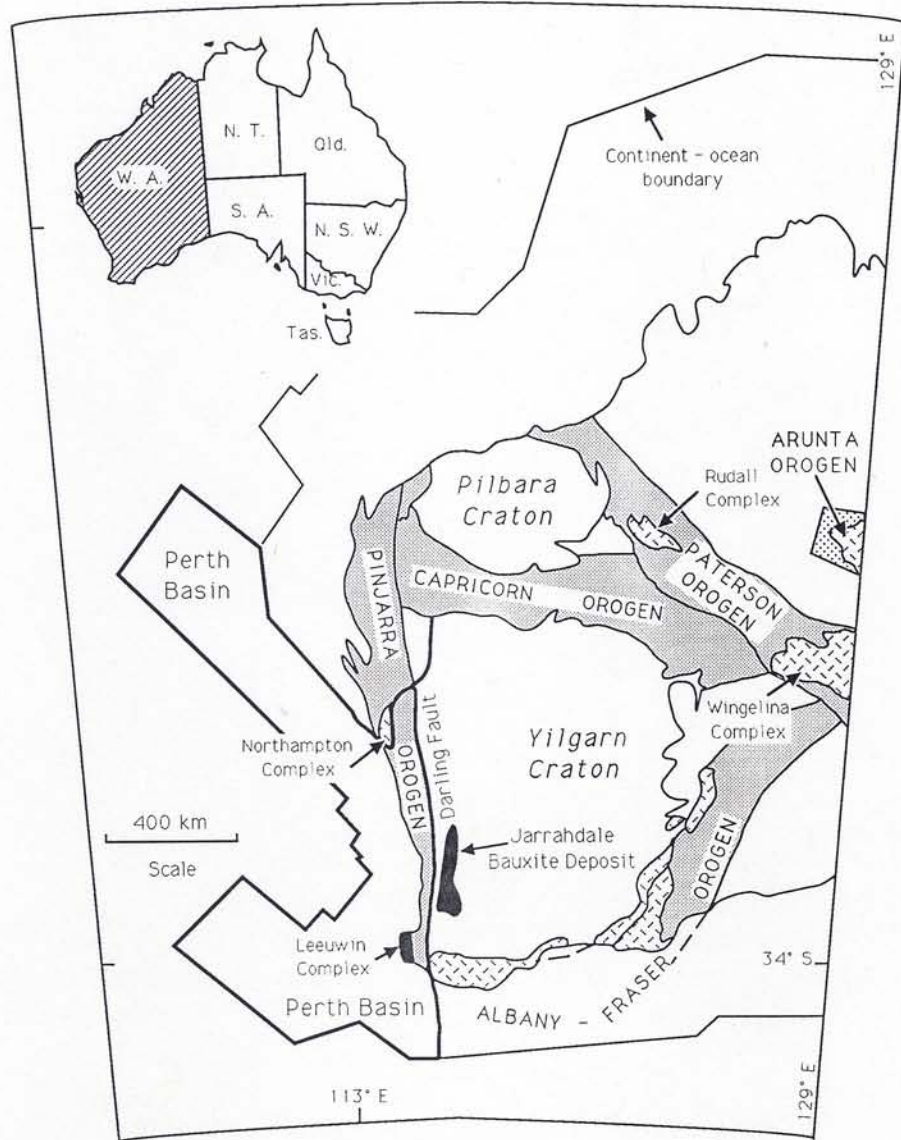 129° E
N. T.
Qld.
W. A.
S. A.
N. S. W.
Vic.
Tas.
Continent - ocean
boundary
ARUNTA
OROGEN
Rudall
Complex
Pilbara
Craton
Perth
Basin
PINJARRA
OROGEN
CAPRICORN OROGEN
PATERSON
OROGEN
Wingelina
Complex
Northampton
Complex
Darling Fault
Yilgarn
Craton
400 km
Scale
Jarrahdale
Bauxite Deposit
OROGEN
Leeuwin
Complex
34° S
Perth Basin
ALBANY - FRASER
113° E
129° E